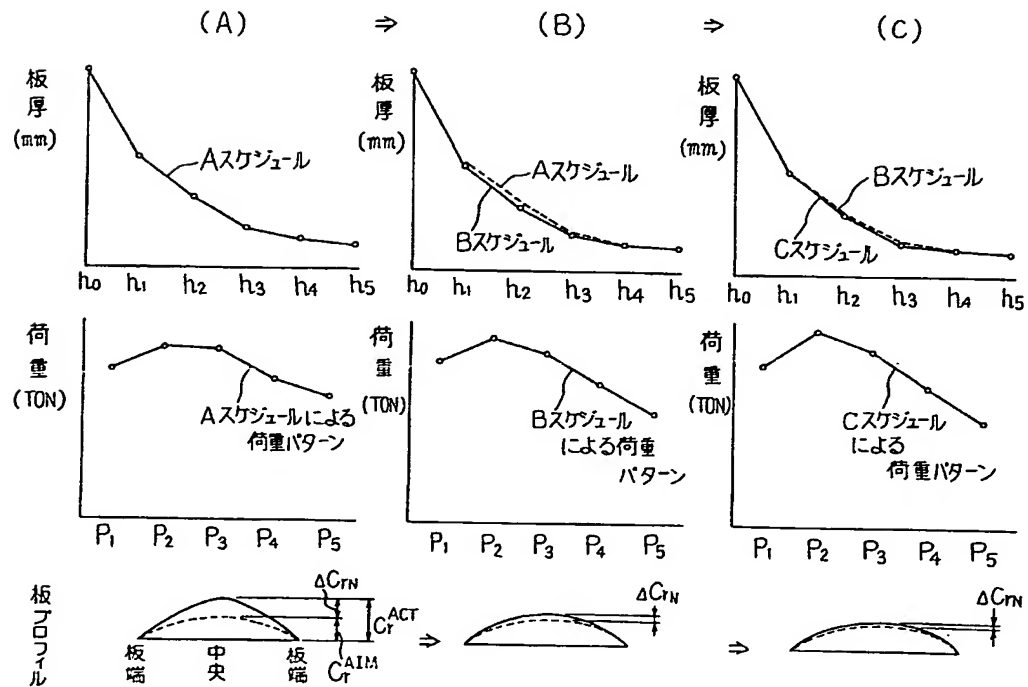 (A) ⇒ (B) ⇒ (C)
板厚(mm)
Aスケジュール
h₀ h₁ h₂ h₃ h₄ h₅
板厚(mm)
Aスケジュール
Bスケジュール
h₀ h₁ h₂ h₃ h₄ h₅
板厚(mm)
Bスケジュール
Cスケジュール
h₀ h₁ h₂ h₃ h₄ h₅
荷重(TON)
Aスケジュールによる
荷重パターン
P₁ P₂ P₃ P₄ P₅
荷重(TON)
Bスケジュール
による荷重
パターン
P₁ P₂ P₃ P₄ P₅
荷重(TON)
Cスケジュール
による
荷重パターン
P₁ P₂ P₃ P₄ P₅
板プロフィル
ΔCrN
CrACT
CrAIM
板端 中央 板端
⇒
ΔCrN
⇒
ΔCrN